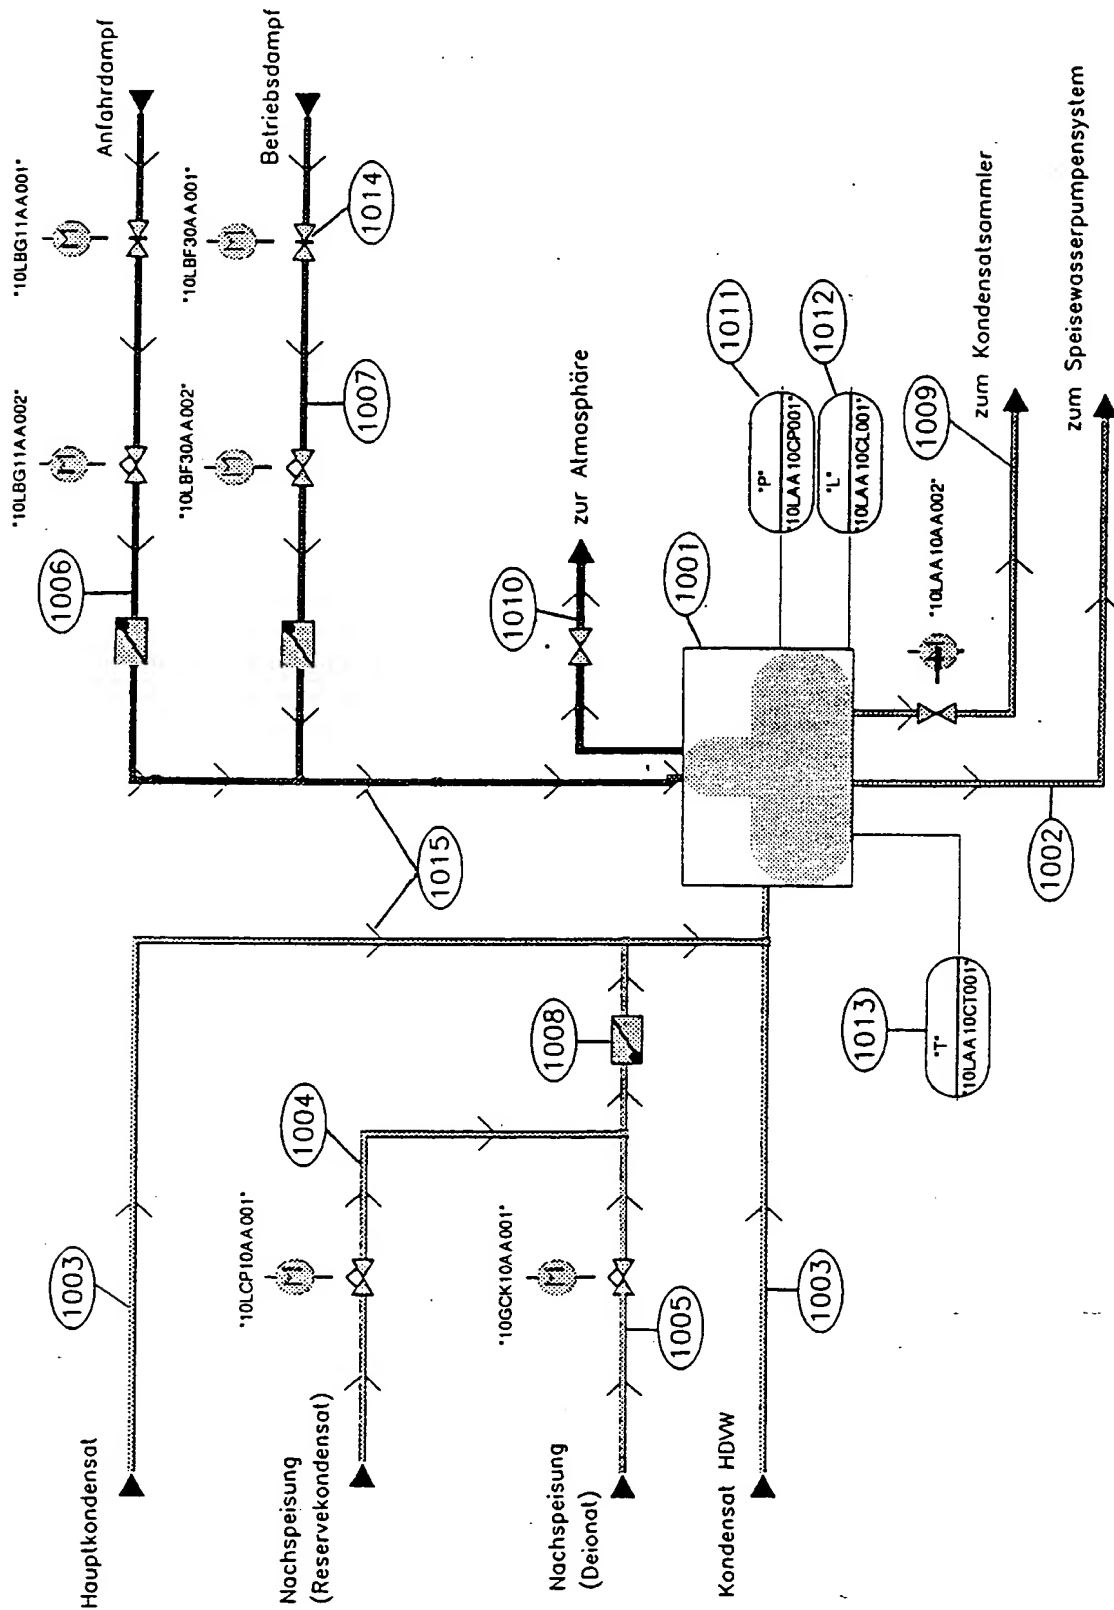 Hauptkondensat
1003
Nachspeisung
(Reservekondensat)
"10LCP10AA001"
1004
Nachspeisung
(Deionat)
"10GCK10AA001"
1005
1008
Kondensat HDVW
1003
1015
Anfahrdampf
"10LBG11AA001"
"10LBG11AA002"
M
M
1006
Betriebsdampf
"10LBF30AA001"
"10LBF30AA002"
M
M
1014
1007
M
M
zur Atmosphäre
1010
1001
1011
"P"
"10LAA10CP001"
1012
"L"
"10LAA10CL001"
1009
"10LAA10AA002"
zum Kondensatsammler
zum Speisewasserpumpensystem
1002
1013
"T"
"10LAA10CT001"